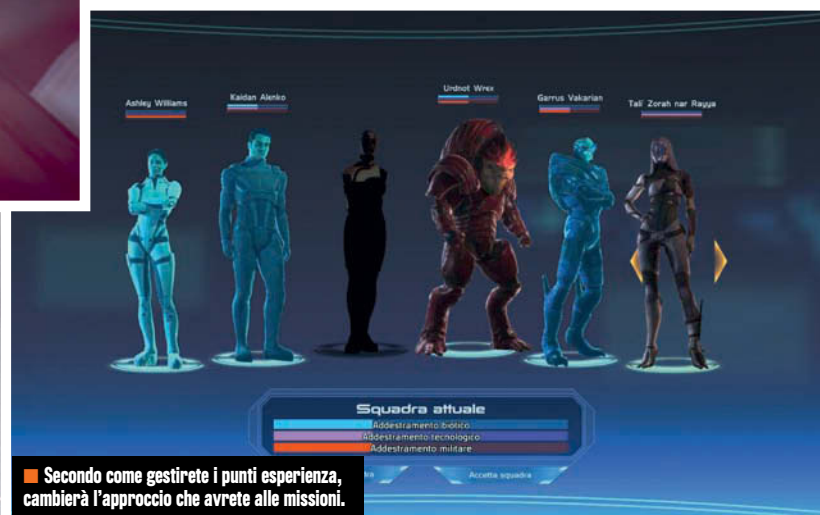 Ashley Williams
Kaidan Alenko
Urdnot Wrex
Garrus Vakarian
Tali Zorah nar Rayya
Squadra attuale
Addestramento biotico
Addestramento tecnologico
Addestramento militare
Accetta squadra
■ Secondo come gestirete i punti esperienza,
cambierà l'approccio che avrete alle missioni.